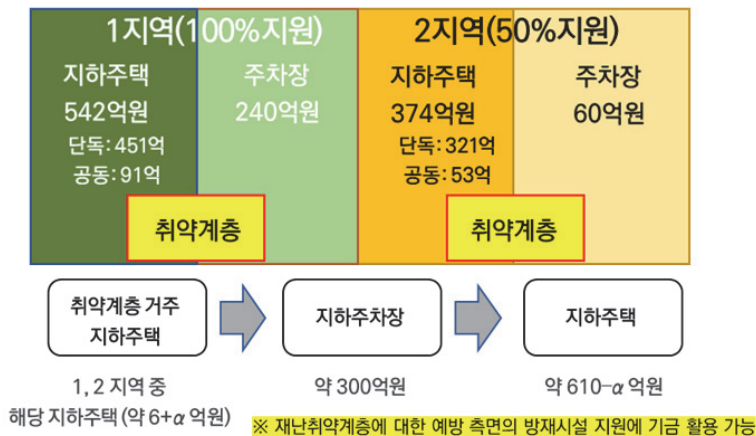 1지역(100%지원)
지하주택
542억원
단독:451억
공동:91억
주차장
240억원
취약계층
2지역(50%지원)
지하주택
374억원
단독:321억
공동:53억
주차장
60억원
취약계층
취약계층 거주
지하주택
1, 2 지역 중
해당 지하주택 (약 6+α 억원)
지하주차장
약 300억원
지하주택
약 610-α 억원
※ 재난취약계층에 대한 예방 측면의 방재시설 지원에 기금 활용 가능